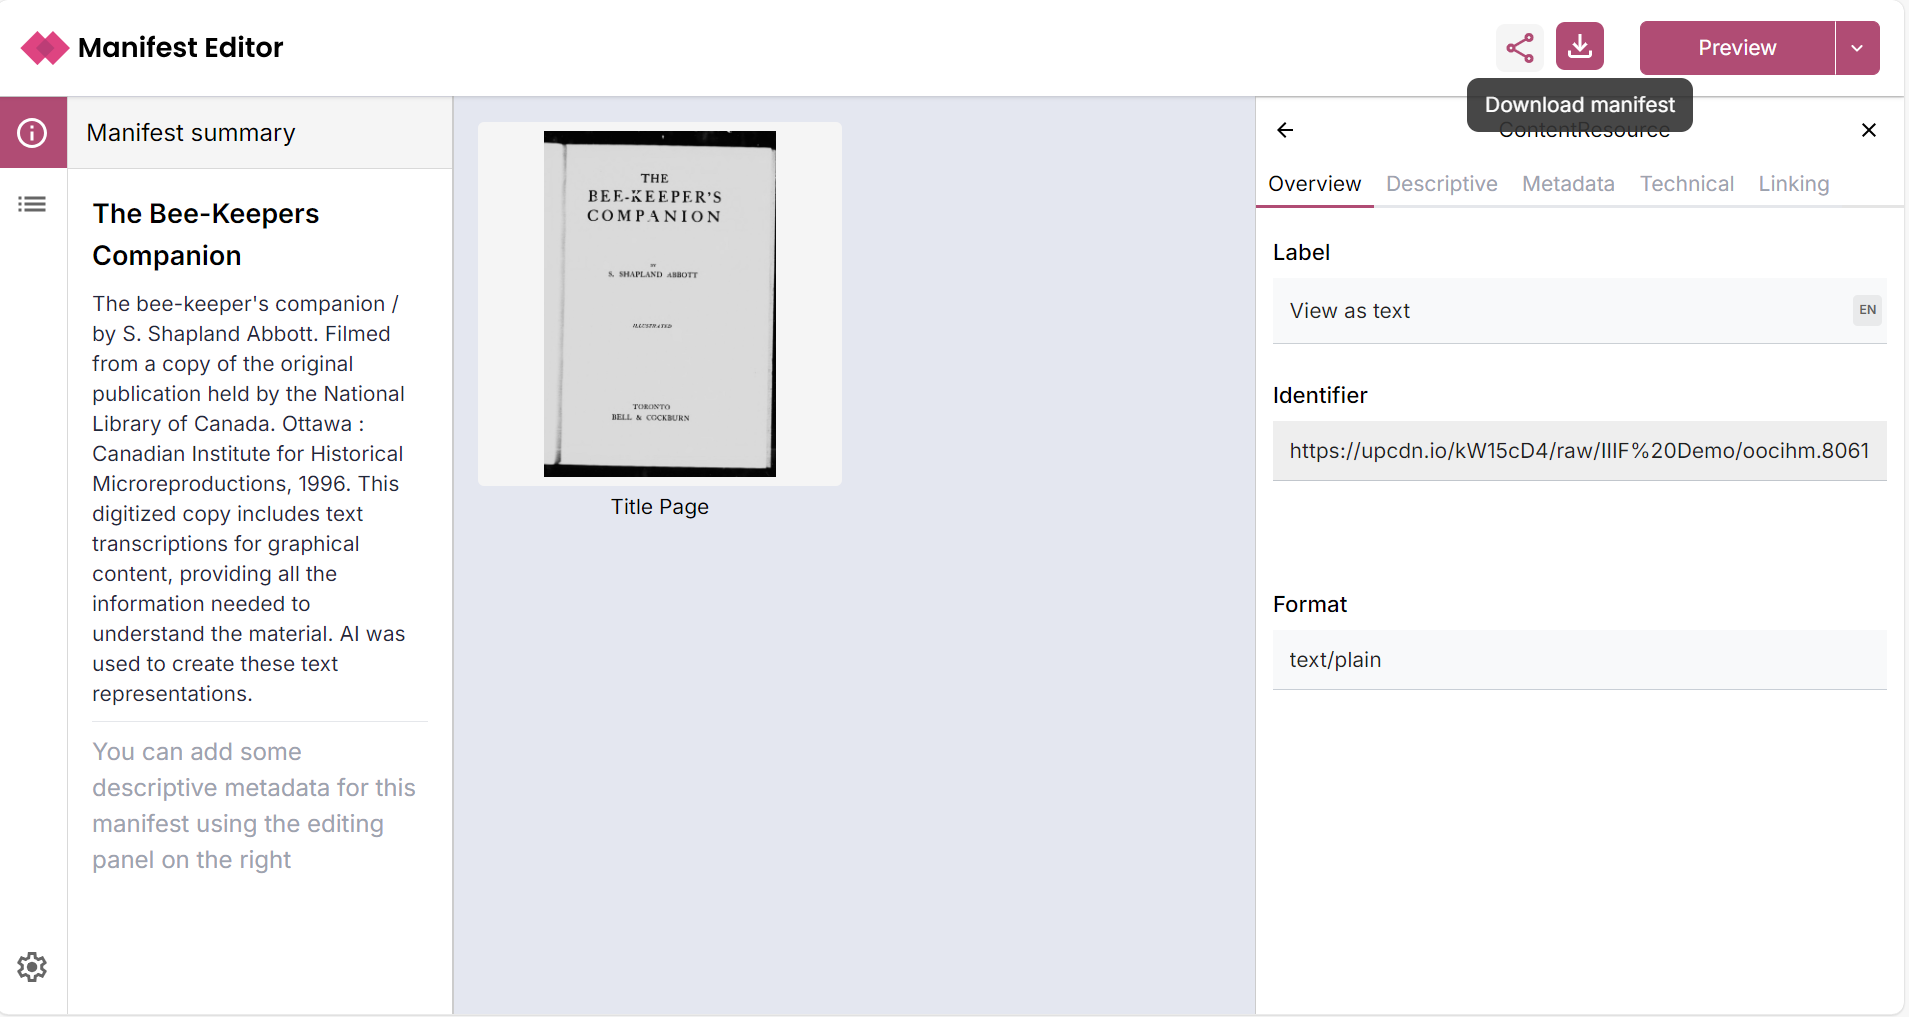 Manifest Editor
Preview
Download manifest
Manifest summary
ContentResource
Overview Descriptive Metadata Technical Linking
The Bee-Keepers
Companion
The bee-keeper's companion /
by S. Shapland Abbott. Filmed
from a copy of the original
publication held by the National
Library of Canada. Ottawa :
Canadian Institute for Historical
Microreproductions, 1996. This
digitized copy includes text
transcriptions for graphical
content, providing all the
information needed to
understand the material. AI was
used to create these text
representations.
You can add some
descriptive metadata for this
manifest using the editing
panel on the right
THE
BEE-KEEPER'S
COMPANION
BY
S. SHAPLAND ABBOTT
ILLUSTRATED
TORONTO
BELL & COCKBURN
Title Page
Label
View as text
EN
Identifier
https://upcdn.io/kW15cD4/raw/IIIF%20Demo/oocihm.8061
Format
text/plain